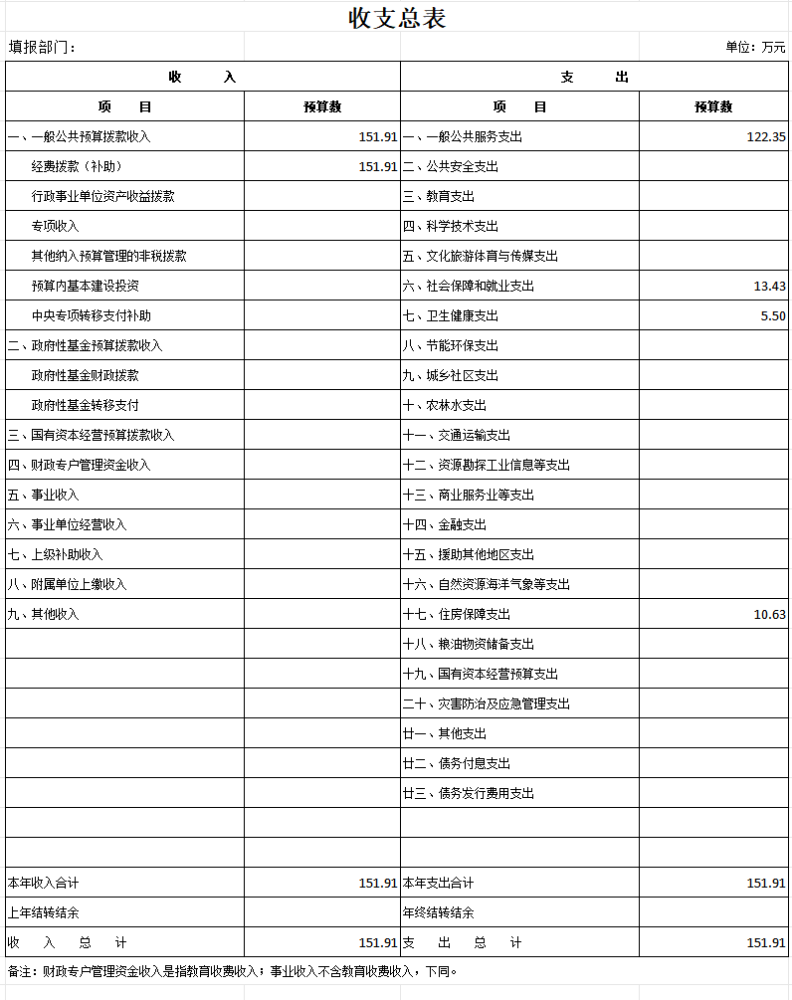 收支总表
填报部门： 单位：万元
收 入 支 出
项 目 预算数 项 目 预算数
一、一般公共预算拨款收入 151.91 一、一般公共服务支出 122.35
经费拨款（补助） 151.91 二、公共安全支出
行政事业单位资产收益拨款 三、教育支出
专项收入 四、科学技术支出
其他纳入预算管理的非税拨款 五、文化旅游体育与传媒支出
预算内基本建设投资 六、社会保障和就业支出 13.43
中央专项转移支付补助 七、卫生健康支出 5.50
二、政府性基金预算拨款收入 八、节能环保支出
政府性基金财政拨款 九、城乡社区支出
政府性基金转移支付 十、农林水支出
三、国有资本经营预算拨款收入 十一、交通运输支出
四、财政专户管理资金收入 十二、资源勘探工业信息等支出
五、事业收入 十三、商业服务业等支出
六、事业单位经营收入 十四、金融支出
七、上级补助收入 十五、援助其他地区支出
八、附属单位上缴收入 十六、自然资源海洋气象等支出
九、其他收入 十七、住房保障支出 10.63
十八、粮油物资储备支出
十九、国有资本经营预算支出
二十、灾害防治及应急管理支出
廿一、其他支出
廿二、债务付息支出
廿三、债务发行费用支出
本年收入合计 151.91 本年支出合计 151.91
上年结转结余 年终结转结余
收 入 总 计 151.91 支 出 总 计 151.91
备注：财政专户管理资金收入是指教育收费收入；事业收入不含教育收费收入，下同。